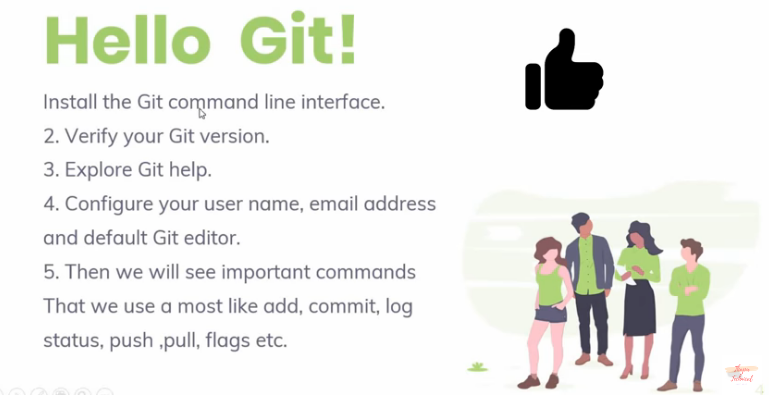 Hello Git!
Install the Git command line interface.
2. Verify your Git version.
3. Explore Git help.
4. Configure your user name, email address
and default Git editor.
5. Then we will see important commands
That we use a most like add, commit, log
status, push ,pull, flags etc.
4